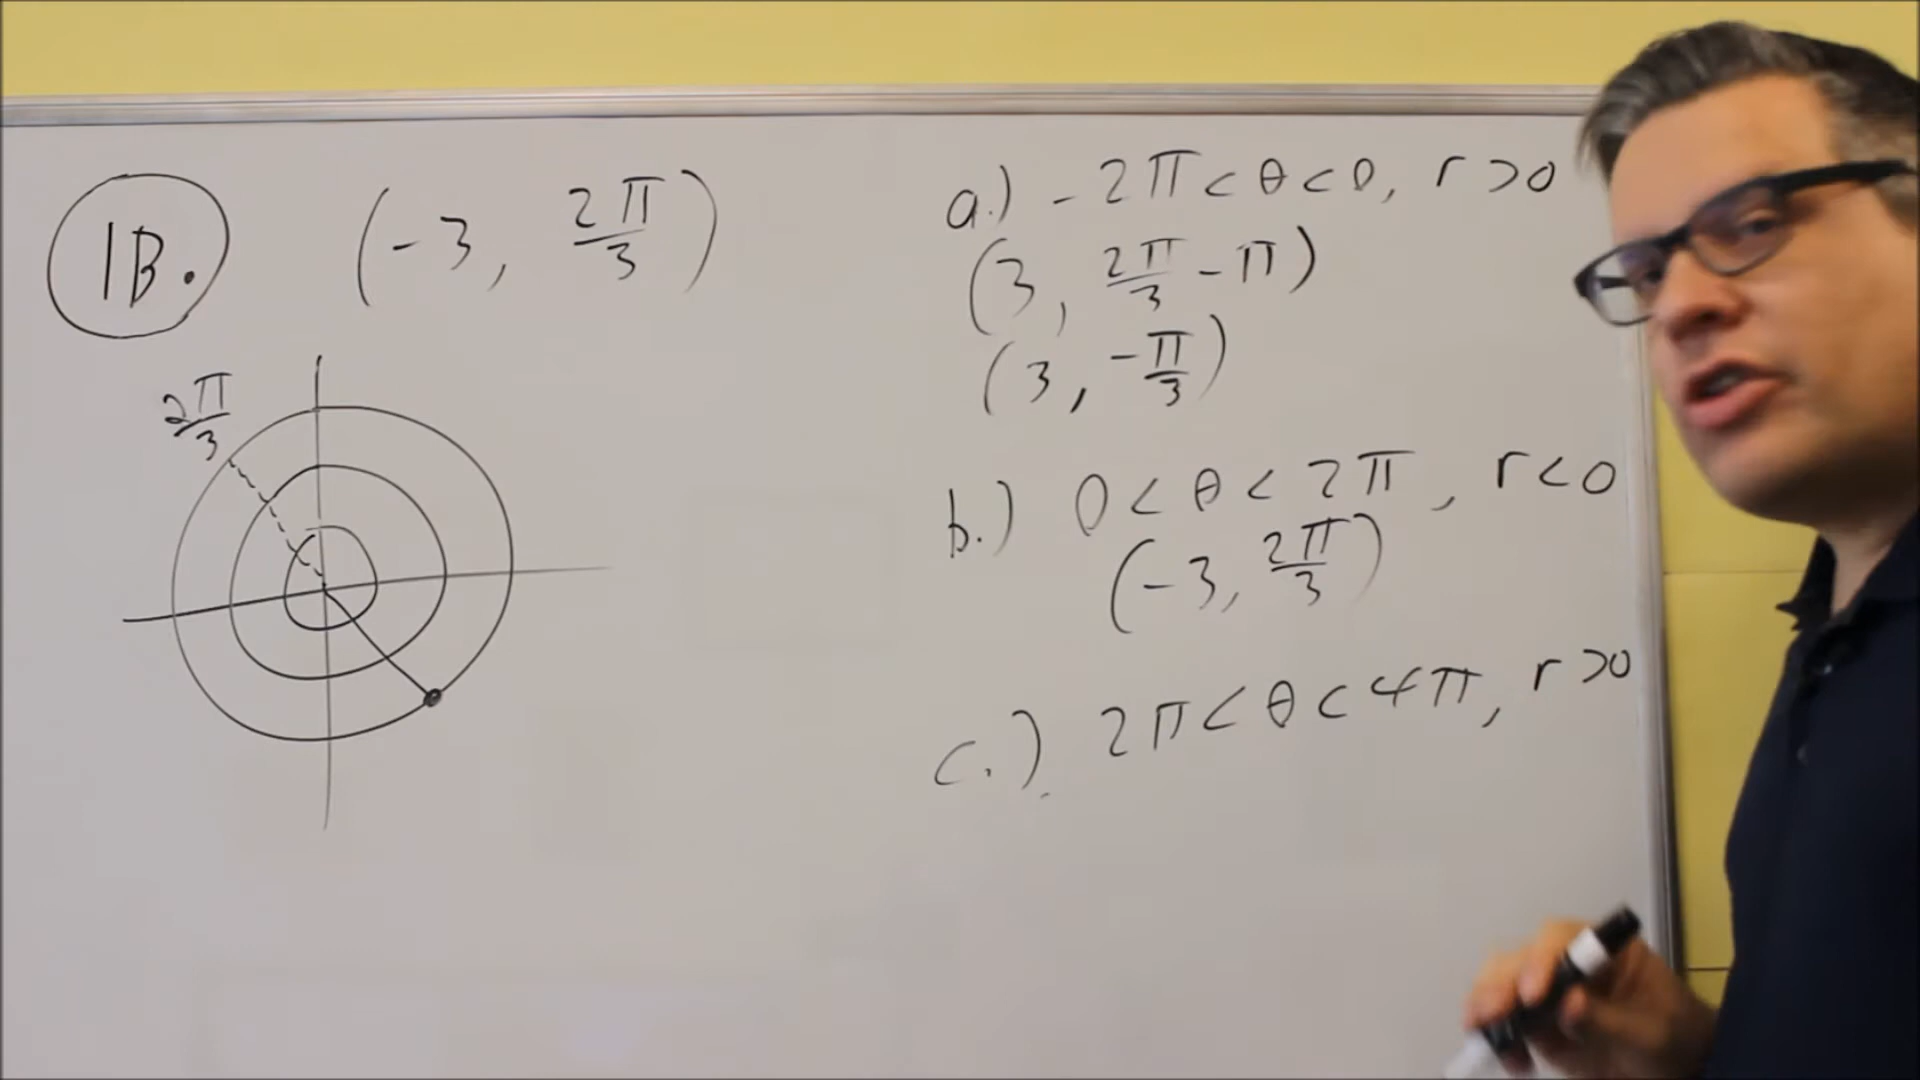 1B. (-3, 2π/3)
2π/3
a.) -2π < θ < 0, r > 0
(3, 2π/3 - π)
(3, -π/3)
b.) 0 < θ < 2π, r < 0
(-3, 2π/3)
c.) 2π < θ < 4π, r > 0